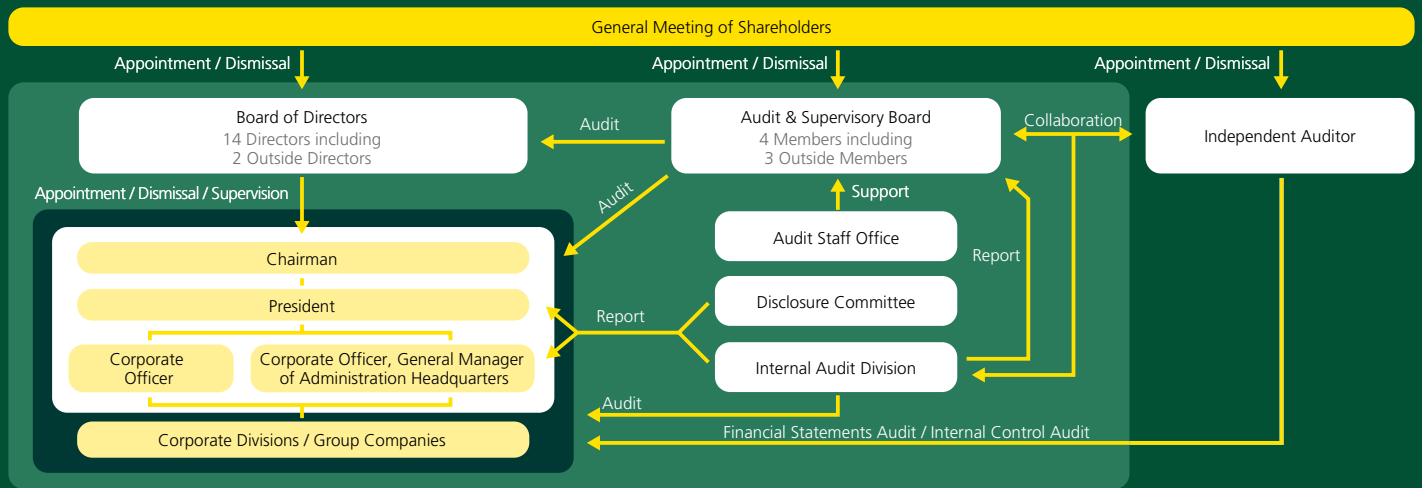 General Meeting of Shareholders
Appointment / Dismissal
Appointment / Dismissal
Appointment / Dismissal
Board of Directors
14 Directors including
2 Outside Directors
Audit
Audit & Supervisory Board
4 Members including
3 Outside Members
Collaboration
Independent Auditor
Appointment / Dismissal / Supervision
Audit
Support
Chairman
Audit Staff Office
Report
President
Report
Disclosure Committee
Corporate
Officer
Corporate Officer, General Manager
of Administration Headquarters
Internal Audit Division
Audit
Corporate Divisions / Group Companies
Financial Statements Audit / Internal Control Audit